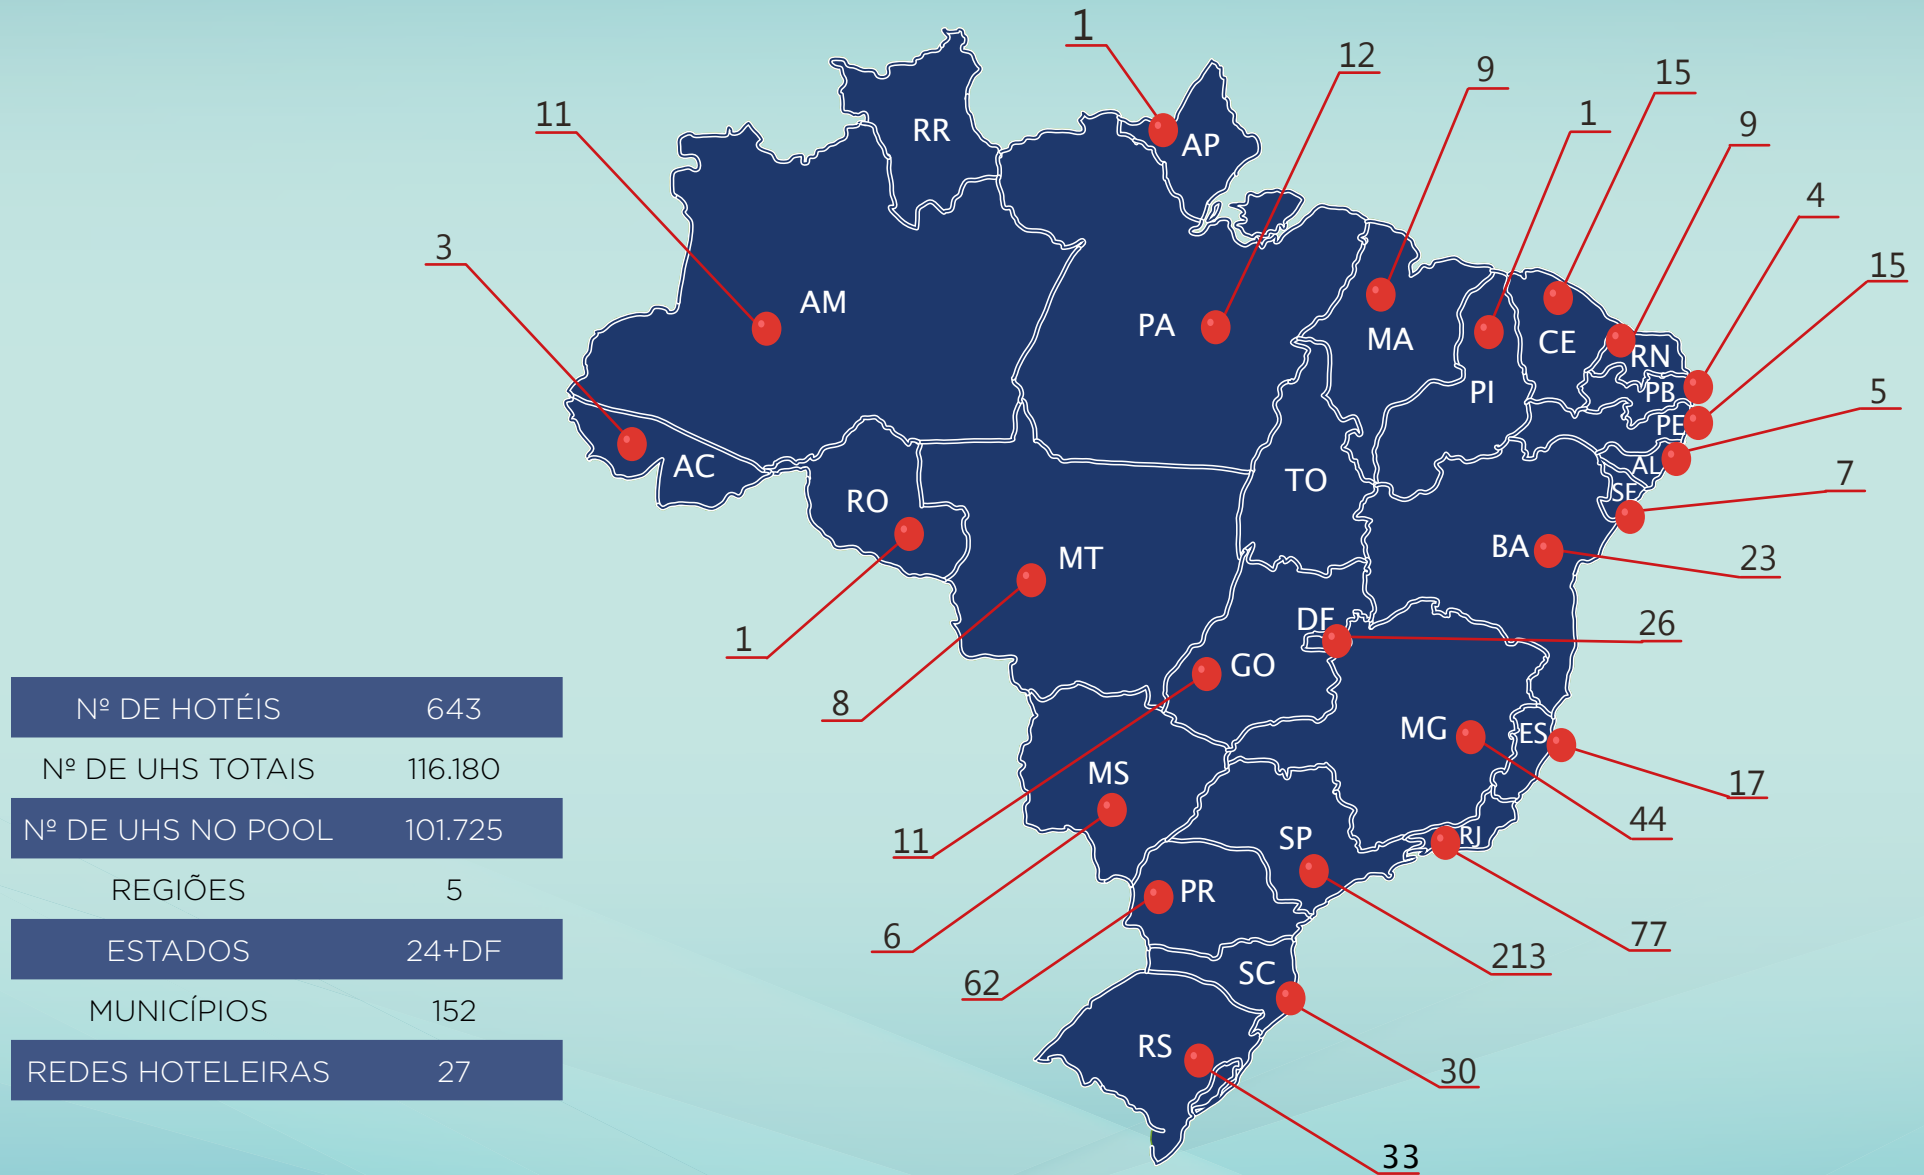 1
12
9
15
11
1
9
RR
AP
4
3
15
AM
PA
MA
CE
RN
PI
PB
5
PE
AC
AL
7
TO
SE
RO
BA
MT
23
DF
26
1
GO
8
MG
ES
Nº DE HOTÉIS 643
Nº DE UHS TOTAIS 116.180
MS
17
Nº DE UHS NO POOL 101.725
11
SP
RJ
44
REGIÕES 5
PR
6
77
ESTADOS 24+DF
213
62
SC
MUNICÍPIOS 152
RS
REDES HOTELEIRAS 27
30
33